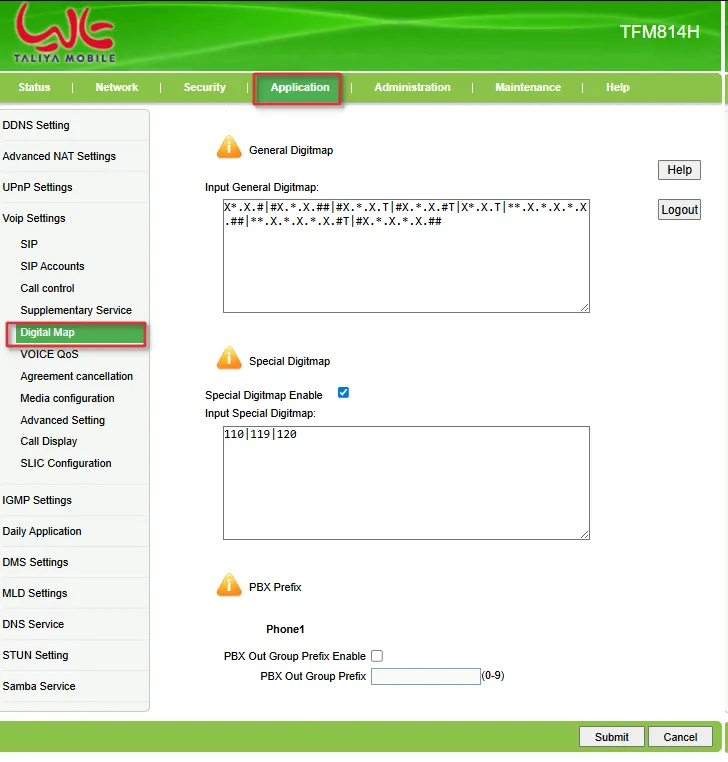 تالیا
TALIYA MOBILE
TFM814H
Status | Network | Security | Application | Administration | Maintenance | Help
DDNS Setting
Advanced NAT Settings
UPnP Settings
Voip Settings
SIP
SIP Accounts
Call control
Supplementary Service
Digital Map
VOICE QoS
Agreement cancellation
Media configuration
Advanced Setting
Call Display
SLIC Configuration
IGMP Settings
Daily Application
DMS Settings
MLD Settings
DNS Service
STUN Setting
Samba Service
General Digitmap
Input General Digitmap:
X*.X.#|#X.*.X.##|#X.*.X.T|#X.*.X.#T|X*.X.T|**.X.*.X.*.X
.##|**.X.*.X.*.X.#T|#X.*.X.*.X.##
Special Digitmap
Special Digitmap Enable
Input Special Digitmap:
110|119|120
PBX Prefix
Phone1
PBX Out Group Prefix Enable
PBX Out Group Prefix (0-9)
Help
Logout
Submit Cancel